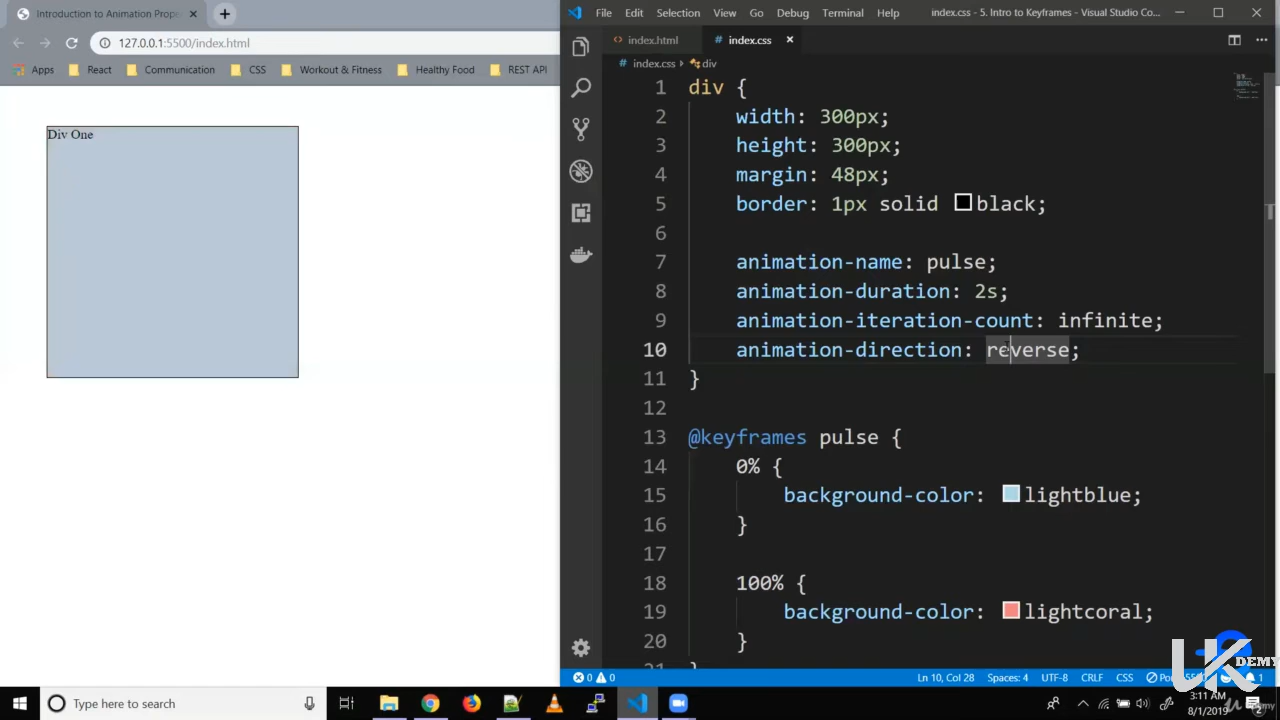 Introduction to Animation Prope
127.0.0.1:5500/index.html
Apps React Communication CSS Workout & Fitness Healthy Food REST API
Div One
File Edit Selection View Go Debug Terminal Help index.css - 5. Intro to Keyframes - Visual Studio Co...
index.html index.css
index.css div
1 div {
2 width: 300px;
3 height: 300px;
4 margin: 48px;
5 border: 1px solid black;
6
7 animation-name: pulse;
8 animation-duration: 2s;
9 animation-iteration-count: infinite;
10 animation-direction: reverse;
11 }
12
13 @keyframes pulse {
14 0% {
15 background-color: lightblue;
16 }
17
18 100% {
19 background-color: lightcoral;
20 }
21 }
0 0 Ln 10, Col 28 Spaces: 4 UTF-8 CRLF CSS 1
UK DEMY
Type here to search
3:11 AM
8/1/2019